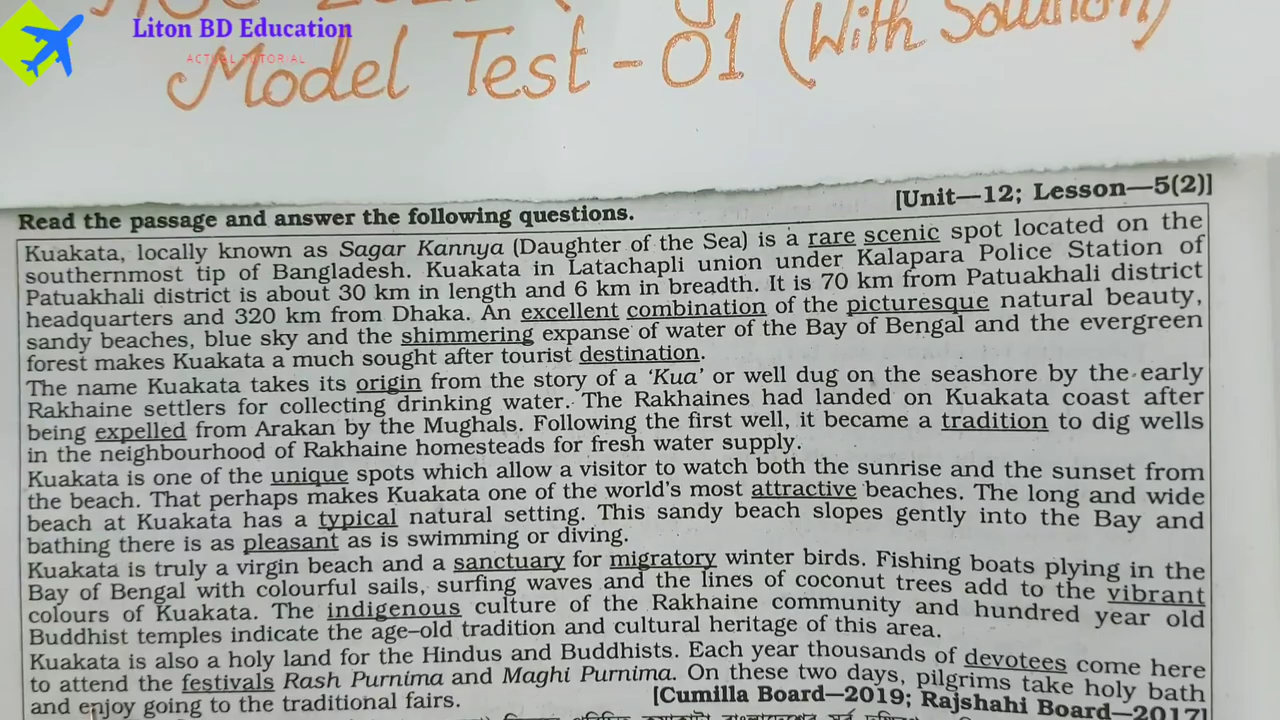 Liton BD Education
ACTUAL TUTORIAL
Model Test - 01 (With Solution)
[Unit—12; Lesson—5(2)]
Read the passage and answer the following questions.
Kuakata, locally known as Sagar Kannya (Daughter of the Sea) is a rare scenic spot located on the
southernmost tip of Bangladesh. Kuakata in Latachapli union under Kalapara Police Station of
Patuakhali district is about 30 km in length and 6 km in breadth. It is 70 km from Patuakhali district
headquarters and 320 km from Dhaka. An excellent combination of the picturesque natural beauty,
sandy beaches, blue sky and the shimmering expanse of water of the Bay of Bengal and the evergreen
forest makes Kuakata a much sought after tourist destination.
The name Kuakata takes its origin from the story of a ‘Kua’ or well dug on the seashore by the early
Rakhaine settlers for collecting drinking water. The Rakhaines had landed on Kuakata coast after
being expelled from Arakan by the Mughals. Following the first well, it became a tradition to dig wells
in the neighbourhood of Rakhaine homesteads for fresh water supply.
Kuakata is one of the unique spots which allow a visitor to watch both the sunrise and the sunset from
the beach. That perhaps makes Kuakata one of the world's most attractive beaches. The long and wide
beach at Kuakata has a typical natural setting. This sandy beach slopes gently into the Bay and
bathing there is as pleasant as is swimming or diving.
Kuakata is truly a virgin beach and a sanctuary for migratory winter birds. Fishing boats plying in the
Bay of Bengal with colourful sails, surfing waves and the lines of coconut trees add to the vibrant
colours of Kuakata. The indigenous culture of the Rakhaine community and hundred year old
Buddhist temples indicate the age–old tradition and cultural heritage of this area.
Kuakata is also a holy land for the Hindus and Buddhists. Each year thousands of devotees come here
to attend the festivals Rash Purnima and Maghi Purnima. On these two days, pilgrims take holy bath
and enjoy going to the traditional fairs.
[Cumilla Board—2019; Rajshahi Board—2017]